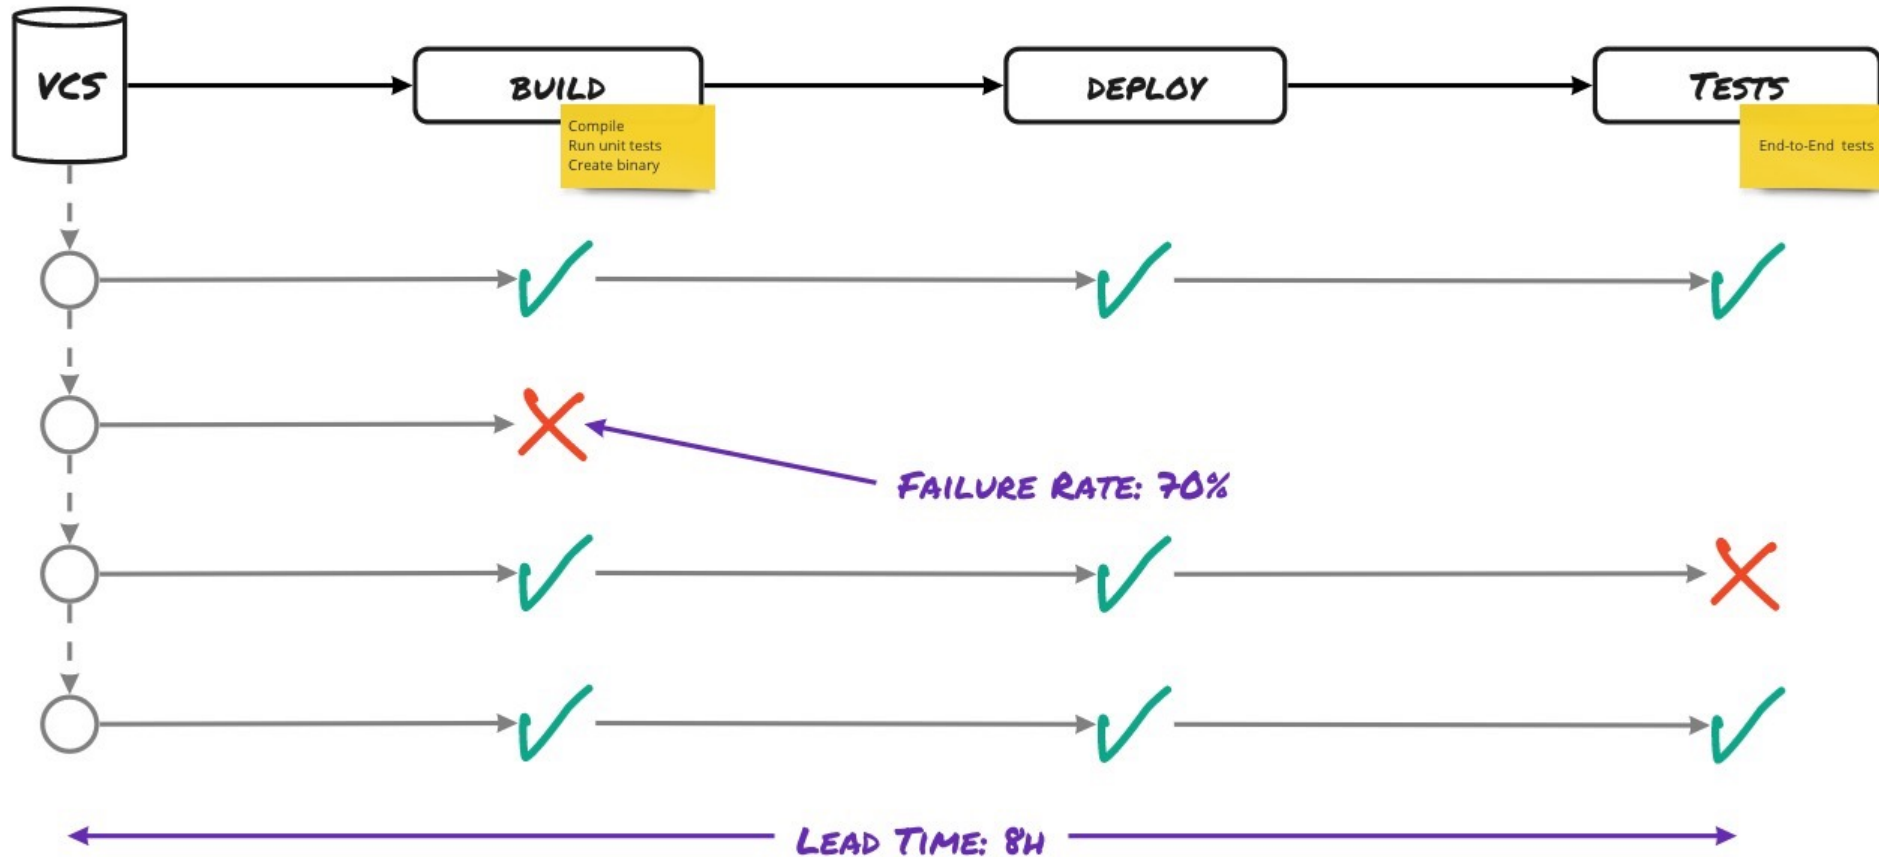 VCS
BUILD
DEPLOY
TESTS
Compile
Run unit tests
Create binary
End-to-End tests
FAILURE RATE: 70%
LEAD TIME: 8H